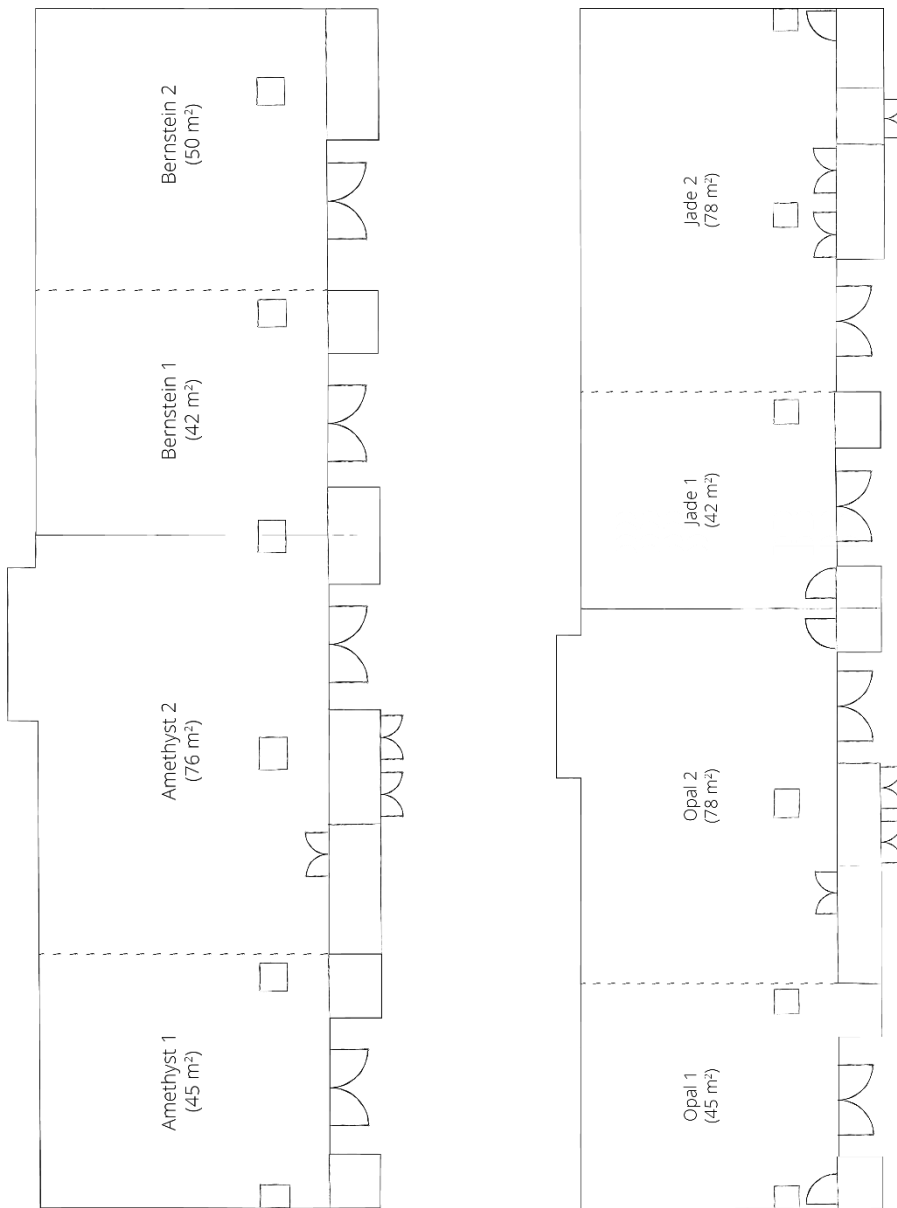 Bernstein 2
(50 m²)
Bernstein 1
(42 m²)
Amethyst 2
(76 m²)
Amethyst 1
(45 m²)
Jade 2
(78 m²)
Jade 1
(42 m²)
Opal 2
(78 m²)
Opal 1
(45 m²)